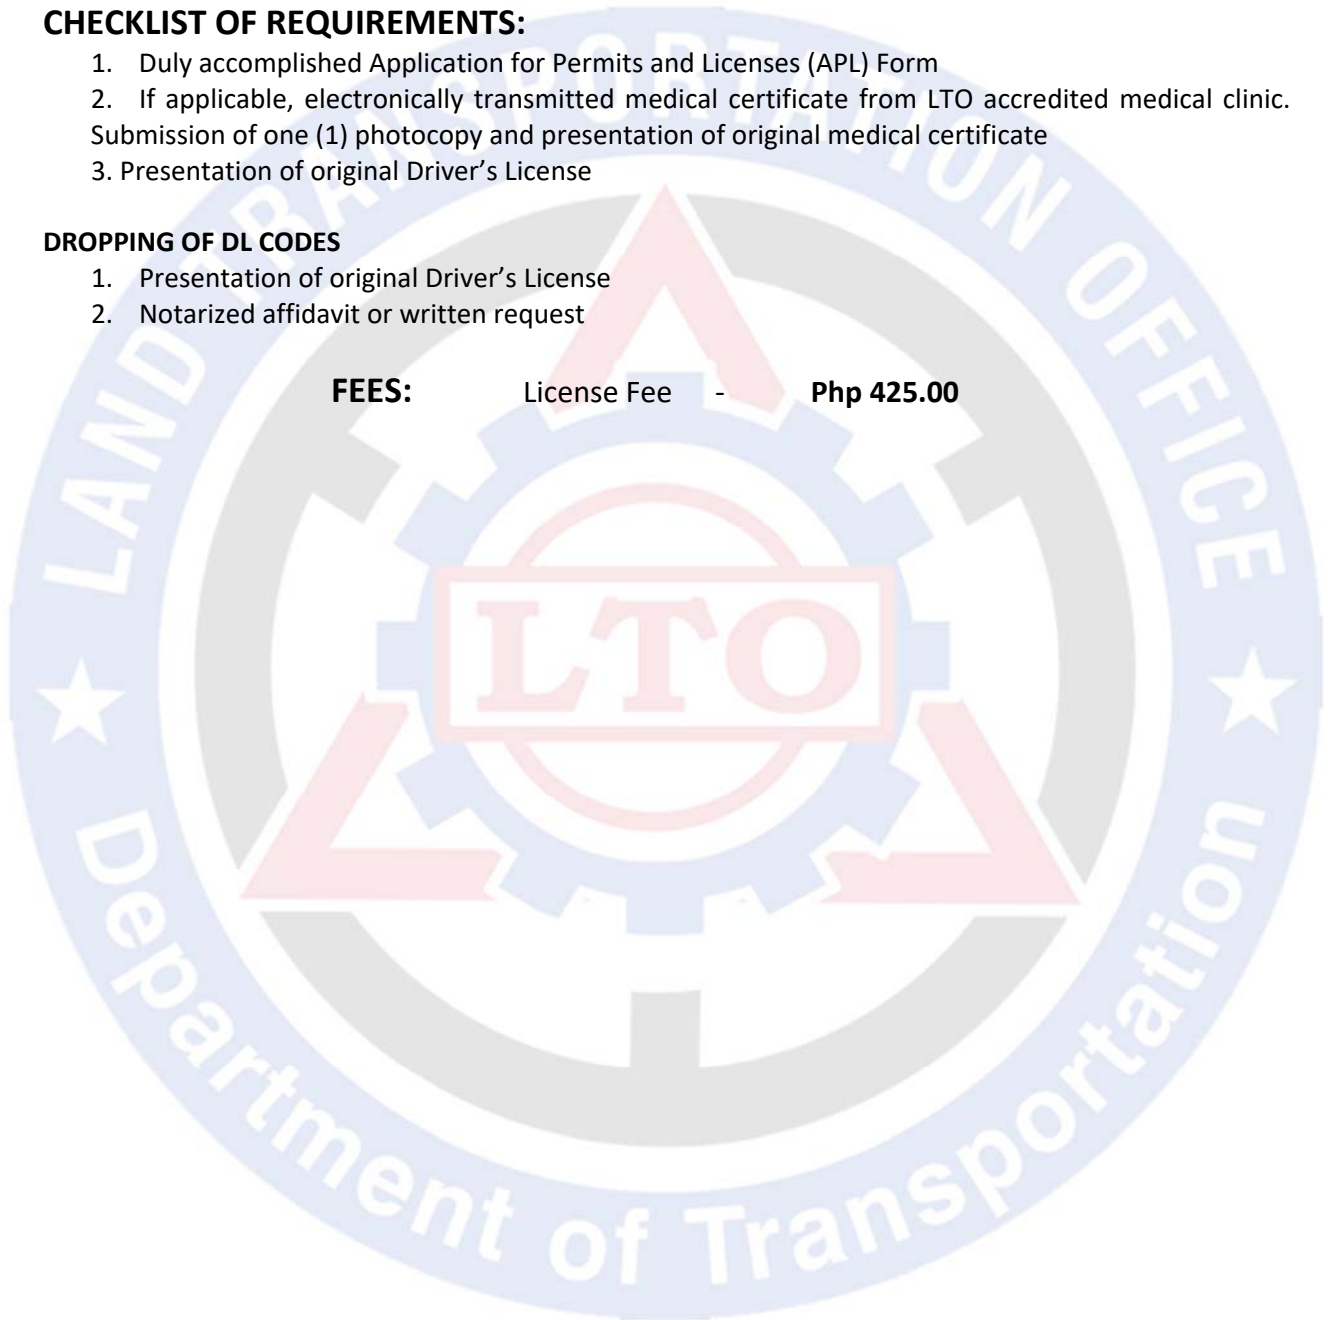 CHECKLIST OF REQUIREMENTS:
1. Duly accomplished Application for Permits and Licenses (APL) Form
2. If applicable, electronically transmitted medical certificate from LTO accredited medical clinic.
Submission of one (1) photocopy and presentation of original medical certificate
3. Presentation of original Driver’s License
DROPPING OF DL CODES
1. Presentation of original Driver’s License
2. Notarized affidavit or written request
FEES: License Fee - Php 425.00
LAND TRANSPORTATION OFFICE
LTO
Department of Transportation